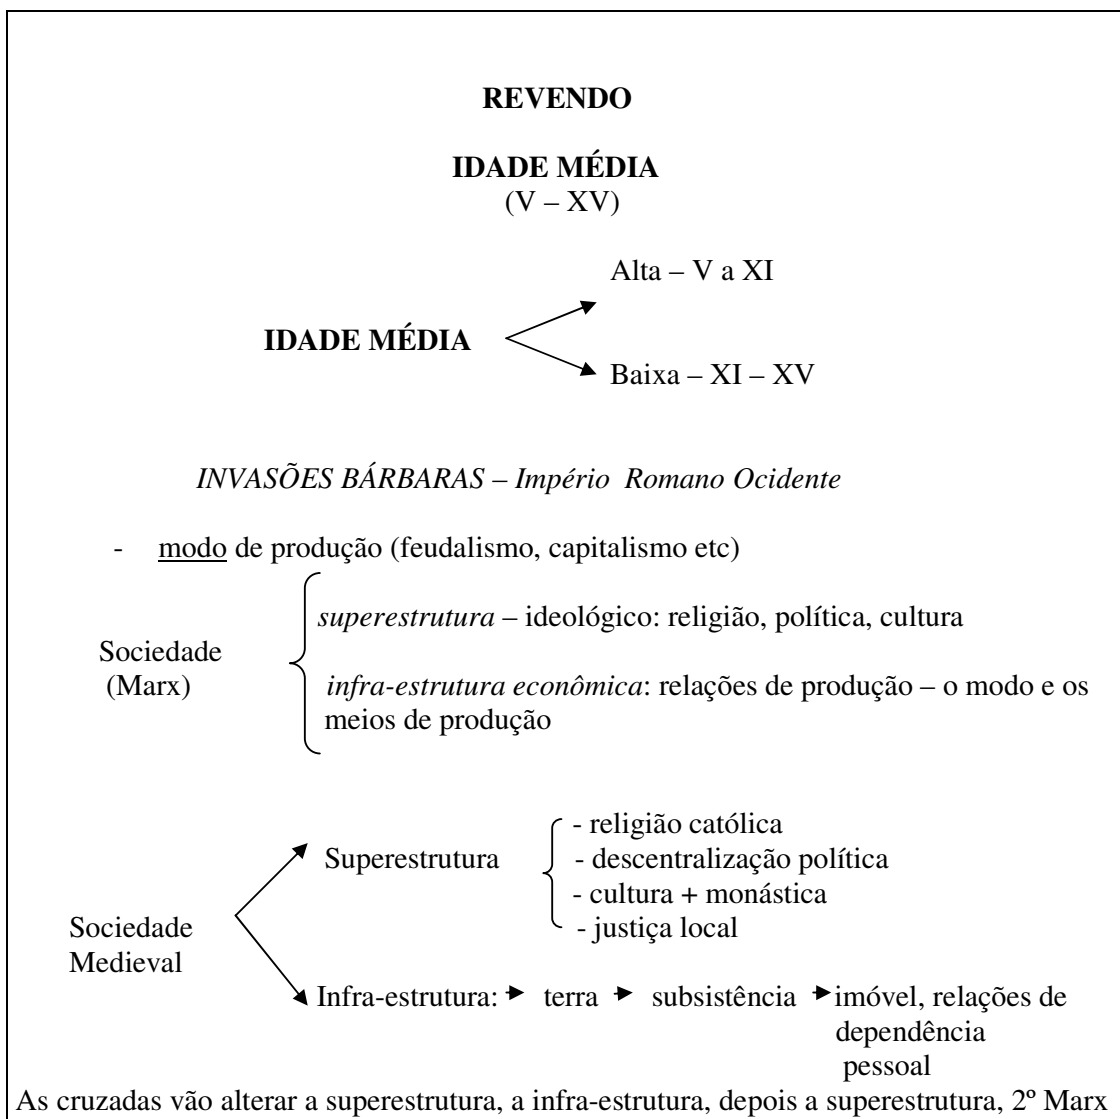 REVENDO
IDADE MÉDIA
(V – XV)
Alta – V a XI
IDADE MÉDIA
Baixa – XI – XV
INVASÕES BÁRBARAS – Império Romano Ocidente
- modo de produção (feudalismo, capitalismo etc)
superestrutura – ideológico: religião, política, cultura
Sociedade
(Marx)
infra-estrutura econômica: relações de produção – o modo e os
meios de produção
- religião católica
Superestrutura
- descentralização política
- cultura + monástica
- justiça local
Sociedade
Medieval
Infra-estrutura: terra subsistência imóvel, relações de
dependência
pessoal
As cruzadas vão alterar a superestrutura, a infra-estrutura, depois a superestrutura, 2º Marx